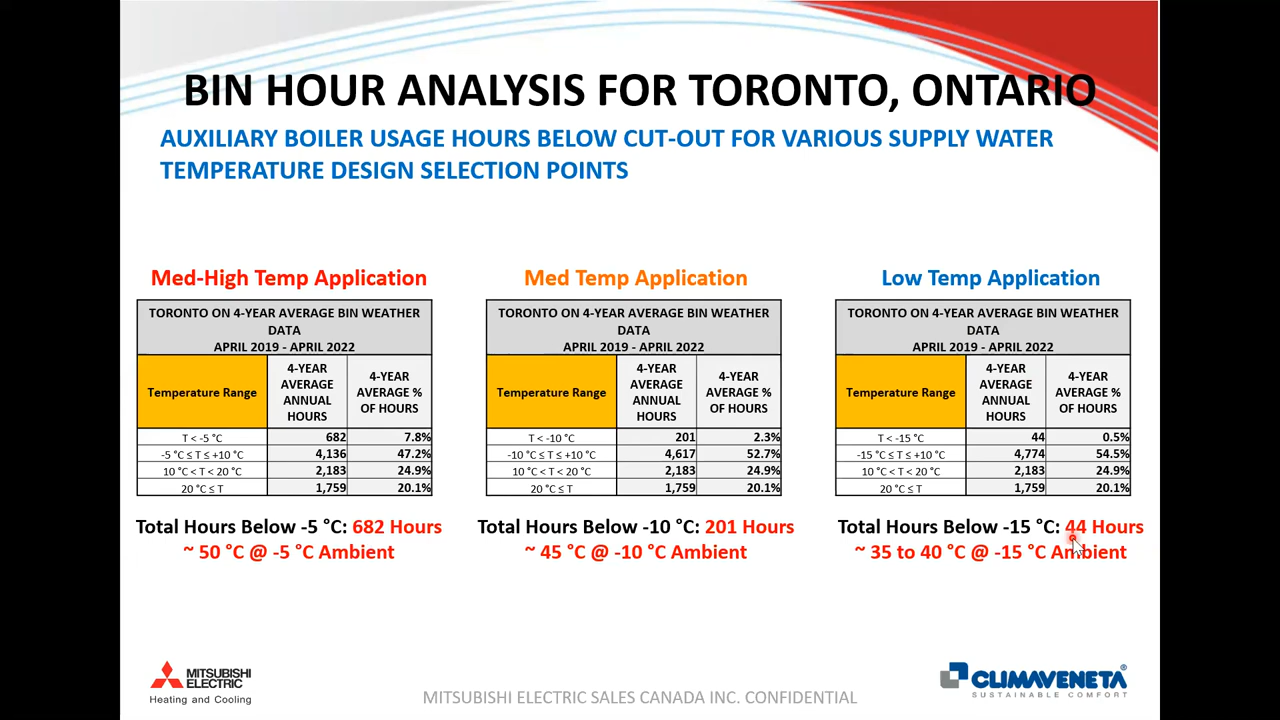 BIN HOUR ANALYSIS FOR TORONTO, ONTARIO
AUXILIARY BOILER USAGE HOURS BELOW CUT-OUT FOR VARIOUS SUPPLY WATER
TEMPERATURE DESIGN SELECTION POINTS
Med-High Temp Application
TORONTO ON 4-YEAR AVERAGE BIN WEATHER
DATA
APRIL 2019 - APRIL 2022
Temperature Range
4-YEAR
AVERAGE
ANNUAL
HOURS
4-YEAR
AVERAGE %
OF HOURS
T < -5 °C 682 7.8%
-5 °C ≤ T ≤ +10 °C 4,136 47.2%
10 °C < T < 20 °C 2,183 24.9%
20 °C ≤ T 1,759 20.1%
Total Hours Below -5 °C: 682 Hours
~ 50 °C @ -5 °C Ambient
Med Temp Application
TORONTO ON 4-YEAR AVERAGE BIN WEATHER
DATA
APRIL 2019 - APRIL 2022
Temperature Range
4-YEAR
AVERAGE
ANNUAL
HOURS
4-YEAR
AVERAGE %
OF HOURS
T < -10 °C 201 2.3%
-10 °C ≤ T ≤ +10 °C 4,617 52.7%
10 °C < T < 20 °C 2,183 24.9%
20 °C ≤ T 1,759 20.1%
Total Hours Below -10 °C: 201 Hours
~ 45 °C @ -10 °C Ambient
Low Temp Application
TORONTO ON 4-YEAR AVERAGE BIN WEATHER
DATA
APRIL 2019 - APRIL 2022
Temperature Range
4-YEAR
AVERAGE
ANNUAL
HOURS
4-YEAR
AVERAGE %
OF HOURS
T < -15 °C 44 0.5%
-15 °C ≤ T ≤ +10 °C 4,774 54.5%
10 °C < T < 20 °C 2,183 24.9%
20 °C ≤ T 1,759 20.1%
Total Hours Below -15 °C: 44 Hours
~ 35 to 40 °C @ -15 °C Ambient
MITSUBISHI
ELECTRIC
Heating and Cooling
MITSUBISHI ELECTRIC SALES CANADA INC. CONFIDENTIAL
CLIMAVENETA®
SUSTAINABLE COMFORT